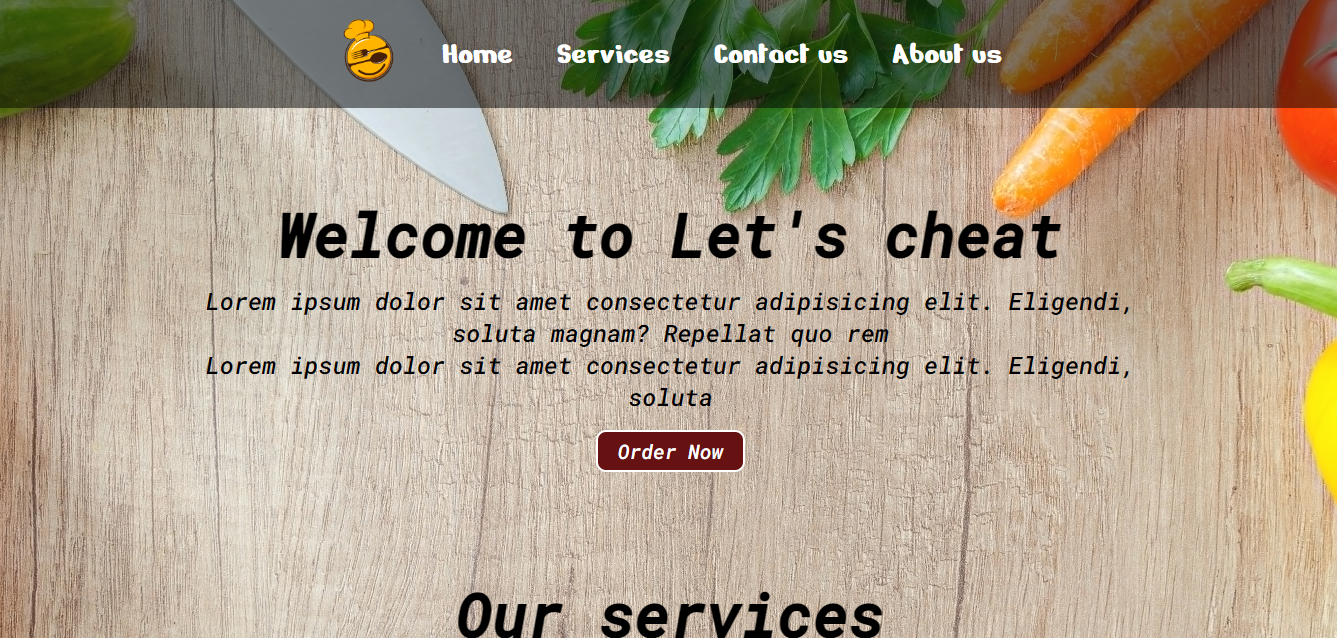 Home Services Contact us About us
Welcome to Let's cheat
Lorem ipsum dolor sit amet consectetur adipisicing elit. Eligendi,
soluta magnam? Repellat quo rem
Lorem ipsum dolor sit amet consectetur adipisicing elit. Eligendi,
soluta
Order Now
Our services